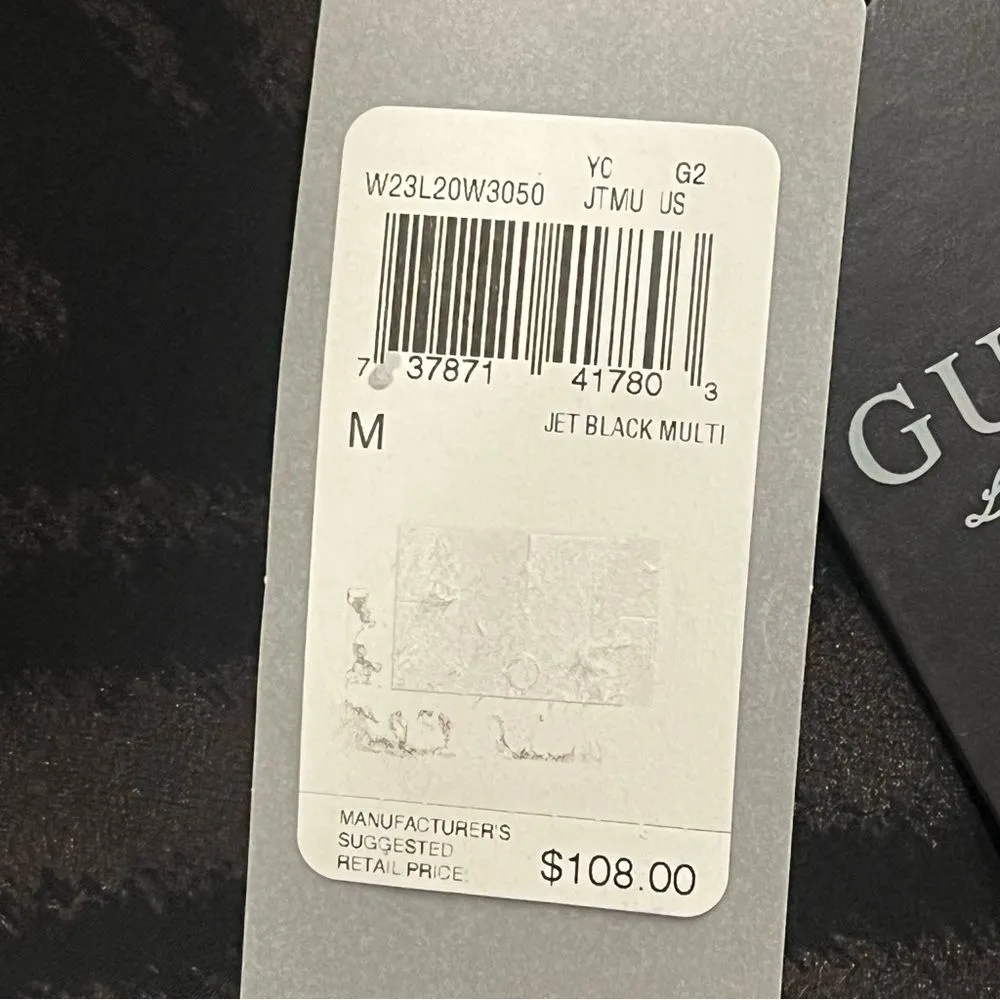 YC G2
W23L20W3050 JTMU US
7 37871 41780 3
M JET BLACK MULTI
MANUFACTURER'S
SUGGESTED
RETAIL PRICE $108.00
GU